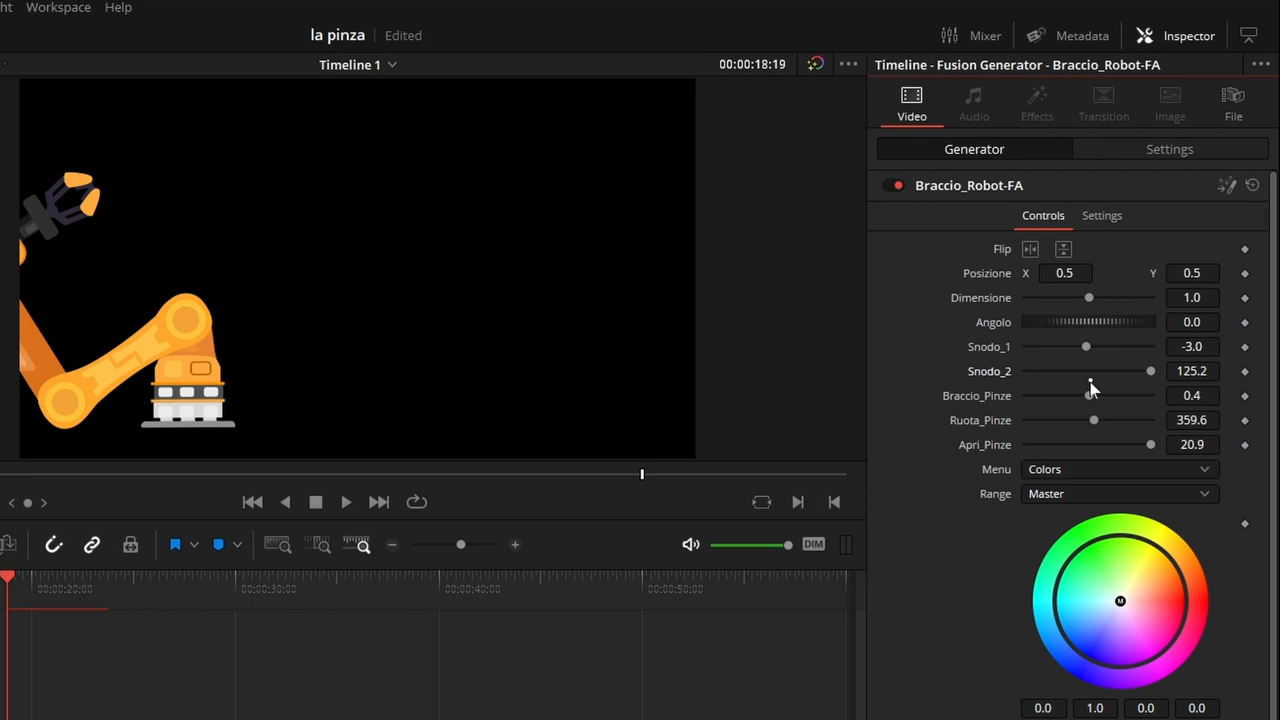 ht Workspace Help
la pinza Edited
Mixer Metadata Inspector
Timeline 1 00:00:18:19
Timeline - Fusion Generator - Braccio_Robot-FA
Video Audio Effects Transition Image File
Generator Settings
Braccio_Robot-FA
Controls Settings
Flip
Posizione X 0.5 Y 0.5
Dimensione 1.0
Angolo 0.0
Snodo_1 -3.0
Snodo_2 125.2
Braccio_Pinze 0.4
Ruota_Pinze 359.6
Apri_Pinze 20.9
Menu Colors
Range Master
DIM
00:00:20:00 00:00:30:00 00:00:40:00 00:00:50:00
M
0.0 1.0 0.0 0.0